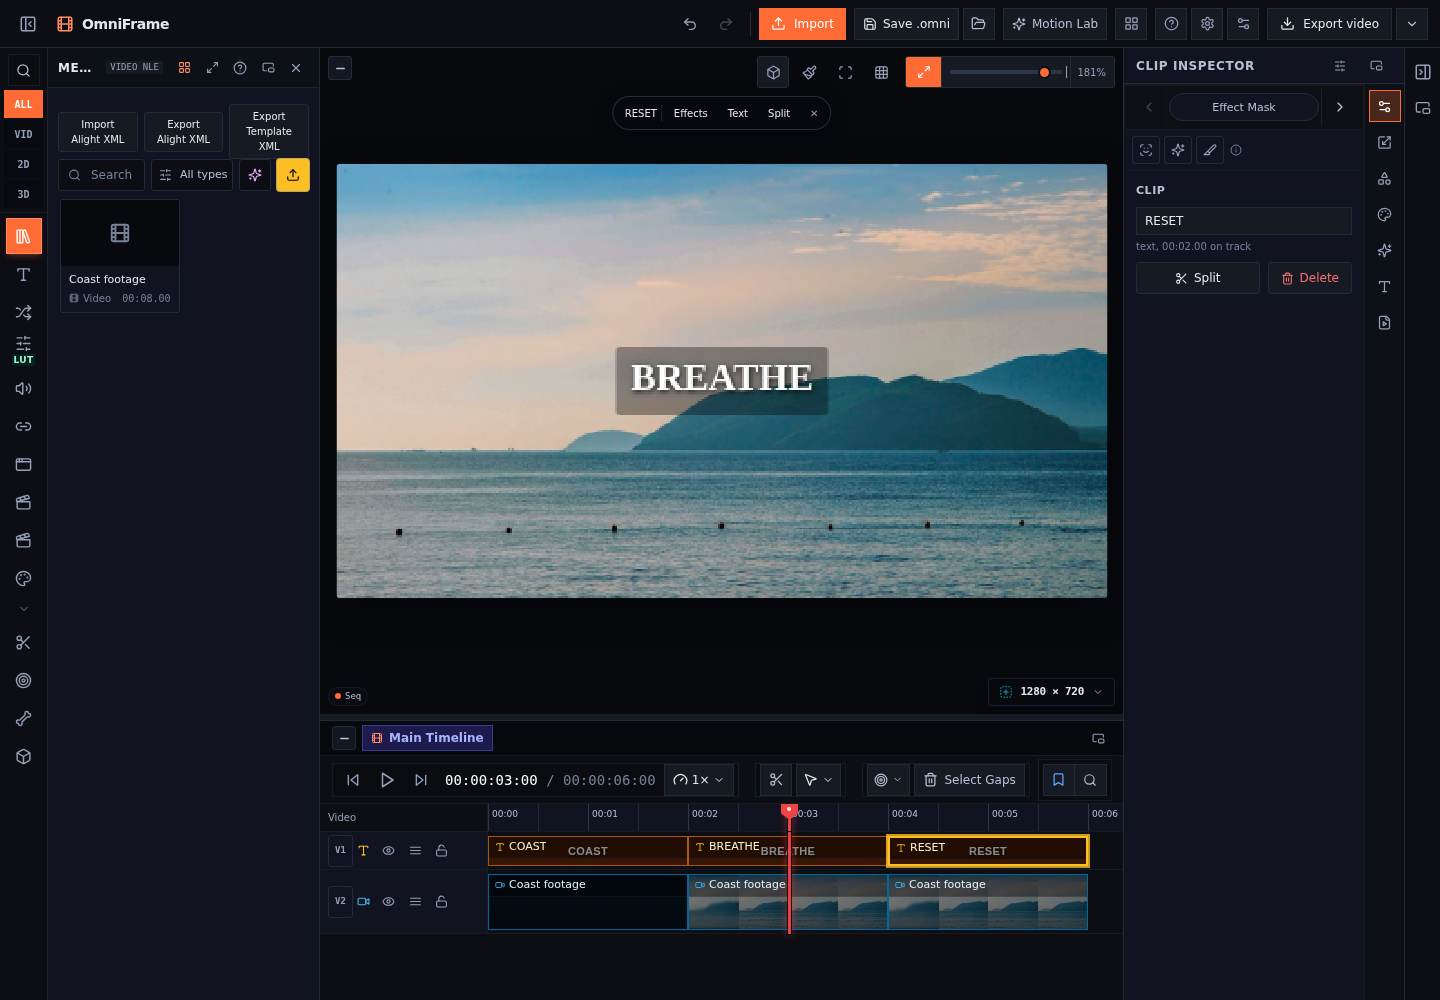 OmniFrame
Import
Save .omni
Motion Lab
Export video
ME...
VIDEO NLE
181%
CLIP INSPECTOR
ALL
VID
2D
3D
LUT
Import
Alight XML
Export
Alight XML
Export
Template
XML
Search
All types
Coast footage
Video 00:08.00
RESET Effects Text Split ×
BREATHE
Effect Mask
CLIP
RESET
text, 00:02.00 on track
Split
Delete
Seq
1280 × 720
Main Timeline
00:00:03:00 / 00:00:06:00
1×
Select Gaps
Video
00:00
00:01
00:02
00:03
00:04
00:05
00:06
V1
COAST
COAST
BREATHE
BREATHE
RESET
RESET
V2
Coast footage
Coast footage
Coast footage